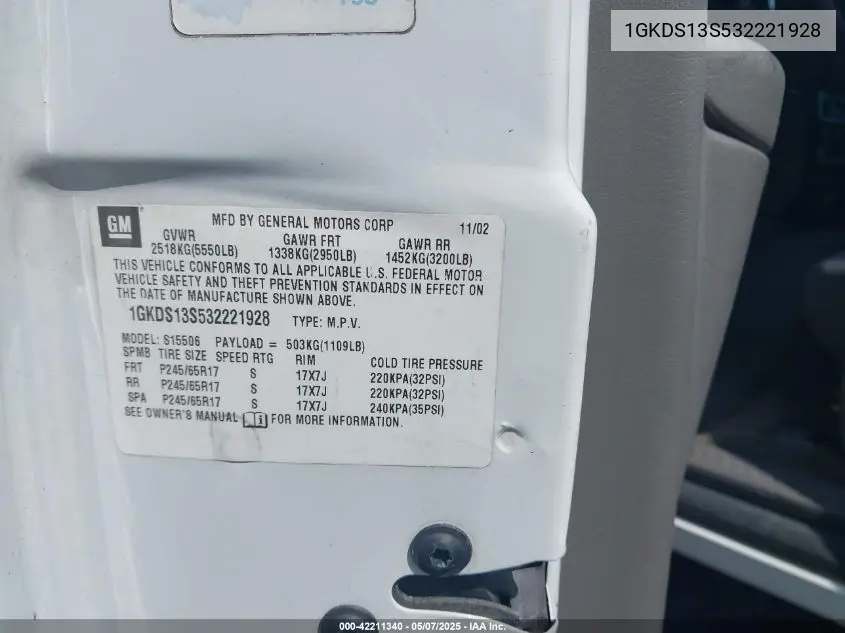 1GKDS13S532221928
GM
MFD BY GENERAL MOTORS CORP 11/02
GVWR GAWR FRT GAWR RR
2518KG(5550LB) 1338KG(2950LB) 1452KG(3200LB)
THIS VEHICLE CONFORMS TO ALL APPLICABLE U.S. FEDERAL MOTOR
VEHICLE SAFETY AND THEFT PREVENTION STANDARDS IN EFFECT ON
THE DATE OF MANUFACTURE SHOWN ABOVE.
1GKDS13S532221928 TYPE: M.P.V.
MODEL: S15506 PAYLOAD = 503KG(1109LB)
SPMB TIRE SIZE SPEED RTG RIM COLD TIRE PRESSURE
FRT P245/65R17 S 17X7J 220KPA(32PSI)
RR P245/65R17 S 17X7J 220KPA(32PSI)
SPA P245/65R17 S 17X7J 240KPA(35PSI)
SEE OWNER'S MANUAL i FOR MORE INFORMATION.
000-42211340 - 05/07/2025 - IAA Inc.